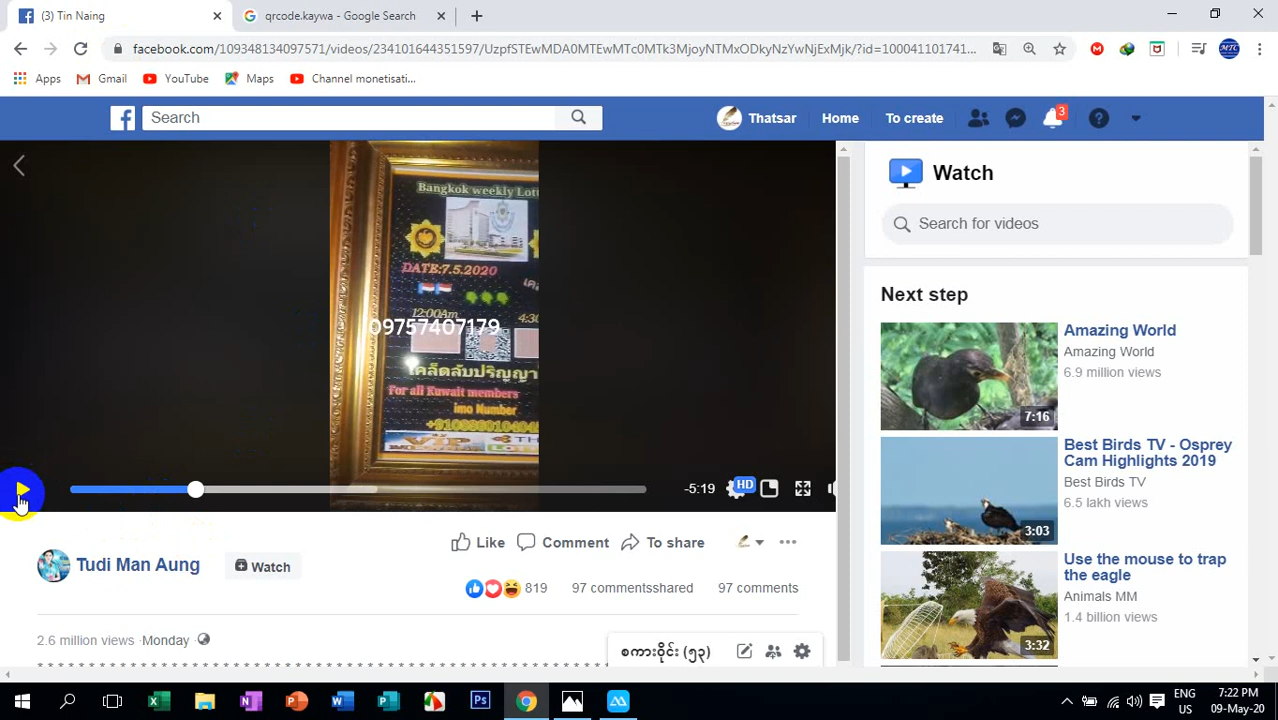 (3) Tin Naing
qrcode.kaywa - Google Search
facebook.com/109348134097571/videos/234101644351597/UzpfSTEwMDA0MTEwMTc0MTk3MjoyNTMxODkyNzYwNjExMjk/?id=100041101741...
Apps
Gmail
YouTube
Maps
Channel monetisati...
Search
Thatsar
Home
To create
3
Bangkok weekly Lott
DATE:7.5.2020
12:00Am
4:30
09757407179
เคล็ดลับปริญญา
For all Kuwait members
imo Number
VIP
-5:19
HD
Tudi Man Aung
Watch
Like
Comment
To share
819
97 commentsshared
97 comments
2.6 million views · Monday ·
စကားဝိုင်း (၅၃)
Watch
Search for videos
Next step
Amazing World
Amazing World
6.9 million views
7:16
Best Birds TV - Osprey
Cam Highlights 2019
Best Birds TV
6.5 lakh views
3:03
Use the mouse to trap
the eagle
Animals MM
1.4 billion views
3:32
ENG
US
7:22 PM
09-May-20